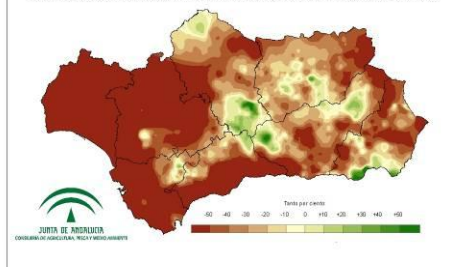 Tanto por ciento
-50 -40 -30 -20 -10 0 +10 +20 +30 +40 +50
JUNTA DE ANDALUCIA
CONSEJERÍA DE AGRICULTURA, PESCA Y MEDIO AMBIENTE